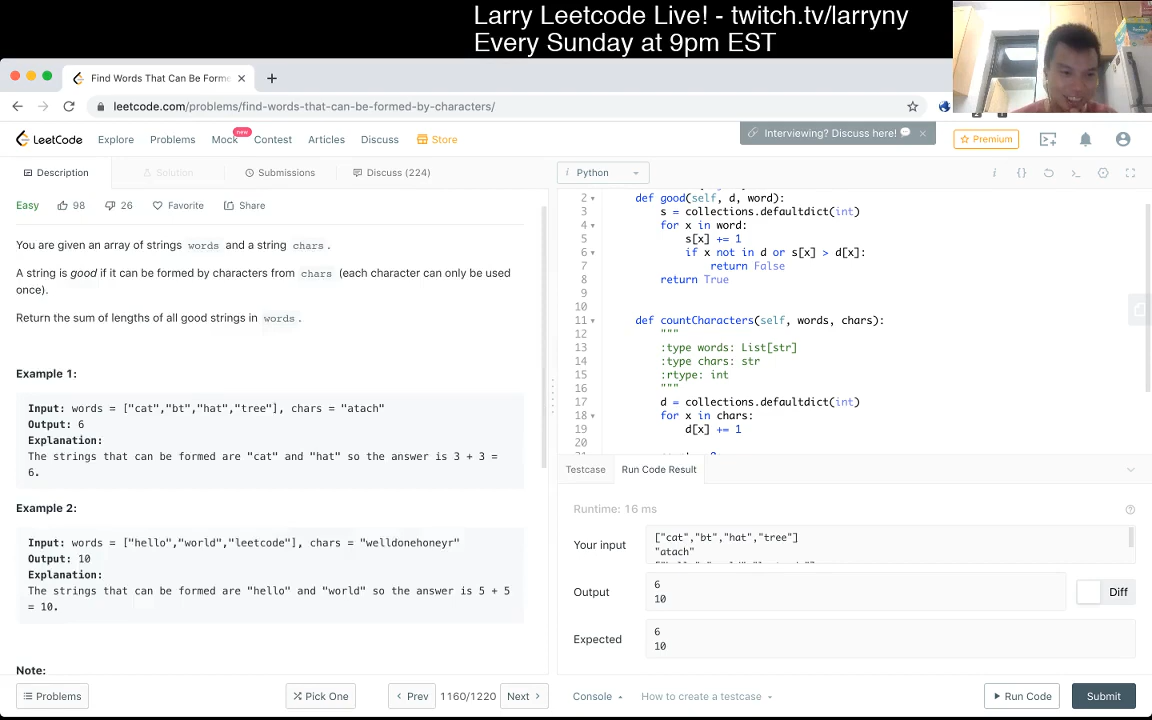 Larry Leetcode Live! - twitch.tv/larryny
Every Sunday at 9pm EST
Find Words That Can Be Forme
leetcode.com/problems/find-words-that-can-be-formed-by-characters/
LeetCode
Explore
Problems
Mock
new
Contest
Articles
Discuss
Store
Interviewing? Discuss here!
Premium
Description
Solution
Submissions
Discuss (224)
i Python
Easy
98
26
Favorite
Share
You are given an array of strings words and a string chars.
A string is good if it can be formed by characters from chars (each character can only be used
once).
Return the sum of lengths of all good strings in words.
Example 1:
Input: words = ["cat","bt","hat","tree"], chars = "atach"
Output: 6
Explanation:
The strings that can be formed are "cat" and "hat" so the answer is 3 + 3 =
6.
Example 2:
Input: words = ["hello","world","leetcode"], chars = "welldonehoneyr"
Output: 10
Explanation:
The strings that can be formed are "hello" and "world" so the answer is 5 + 5
= 10.
Note:
Problems
Pick One
Prev
1160/1220
Next
2 def good(self, d, word):
3 s = collections.defaultdict(int)
4 for x in word:
5 s[x] += 1
6 if x not in d or s[x] > d[x]:
7 return False
8 return True
9
10
11 def countCharacters(self, words, chars):
12 """
13 :type words: List[str]
14 :type chars: str
15 :rtype: int
16 """
17 d = collections.defaultdict(int)
18 for x in chars:
19 d[x] += 1
20
Testcase
Run Code Result
Runtime: 16 ms
Your input
["cat","bt","hat","tree"]
"atach"
Output
6
10
Diff
Expected
6
10
Console
How to create a testcase
Run Code
Submit